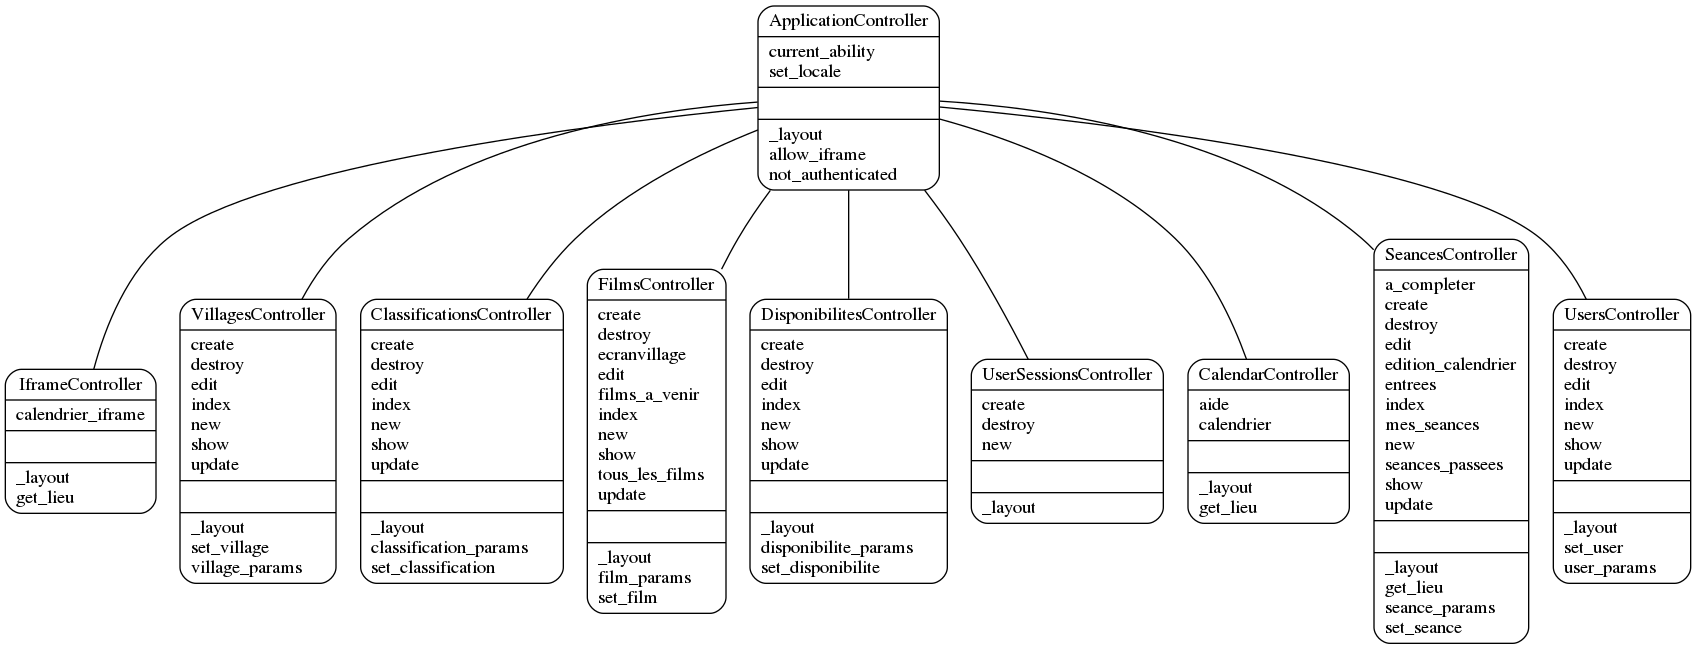 ApplicationController
current_ability
set_locale
_layout
allow_iframe
not_authenticated
IframeController
calendrier_iframe
_layout
get_lieu
VillagesController
create
destroy
edit
index
new
show
update
_layout
set_village
village_params
ClassificationsController
create
destroy
edit
index
new
show
update
_layout
classification_params
set_classification
FilmsController
create
destroy
ecranvillage
edit
films_a_venir
index
new
show
tous_les_films
update
_layout
film_params
set_film
DisponibilitesController
create
destroy
edit
index
new
show
update
_layout
disponibilite_params
set_disponibilite
UserSessionsController
create
destroy
new
_layout
CalendarController
aide
calendrier
_layout
get_lieu
SeancesController
a_completer
create
destroy
edit
edition_calendrier
entrees
index
mes_seances
new
seances_passees
show
update
_layout
get_lieu
seance_params
set_seance
UsersController
create
destroy
edit
index
new
show
update
_layout
set_user
user_params